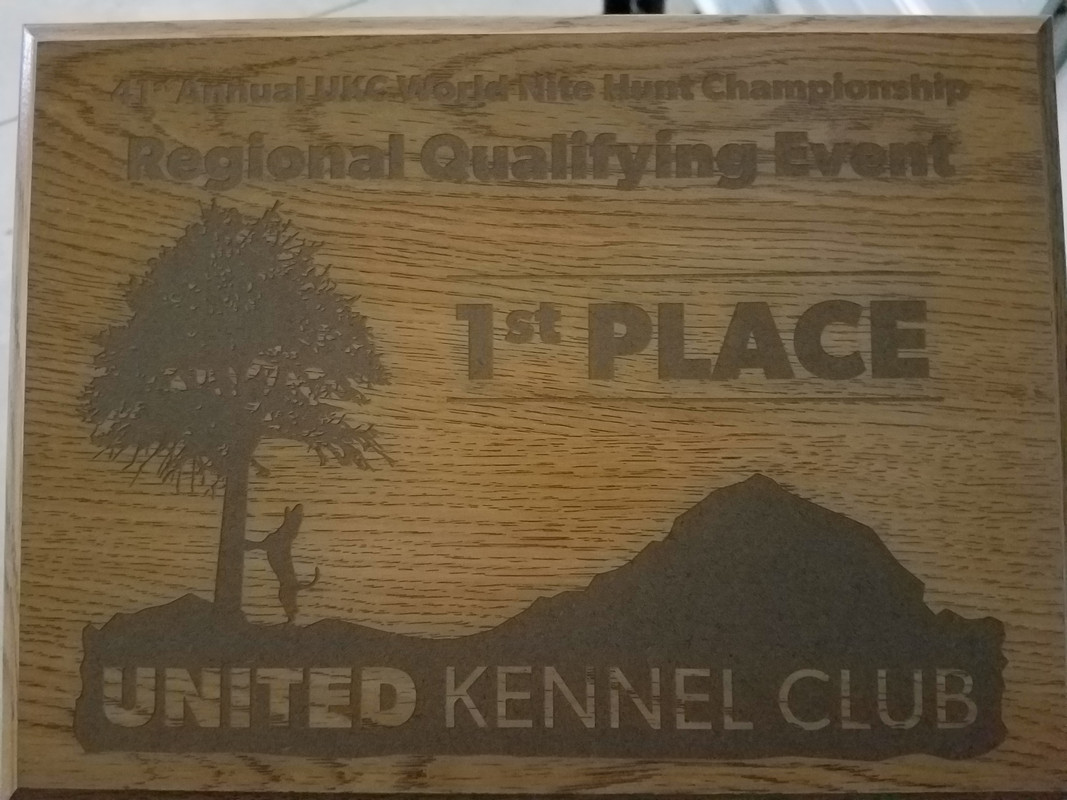 41st Annual UKC World Nite Hunt Championship
Regional Qualifying Event
1st PLACE
UNITED KENNEL CLUB